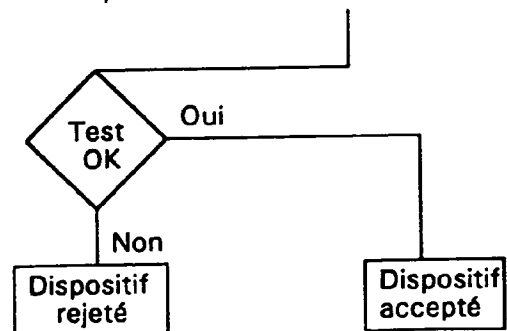 Oui
Test
OK
Non
Dispositif
rejeté
Dispositif
accepté